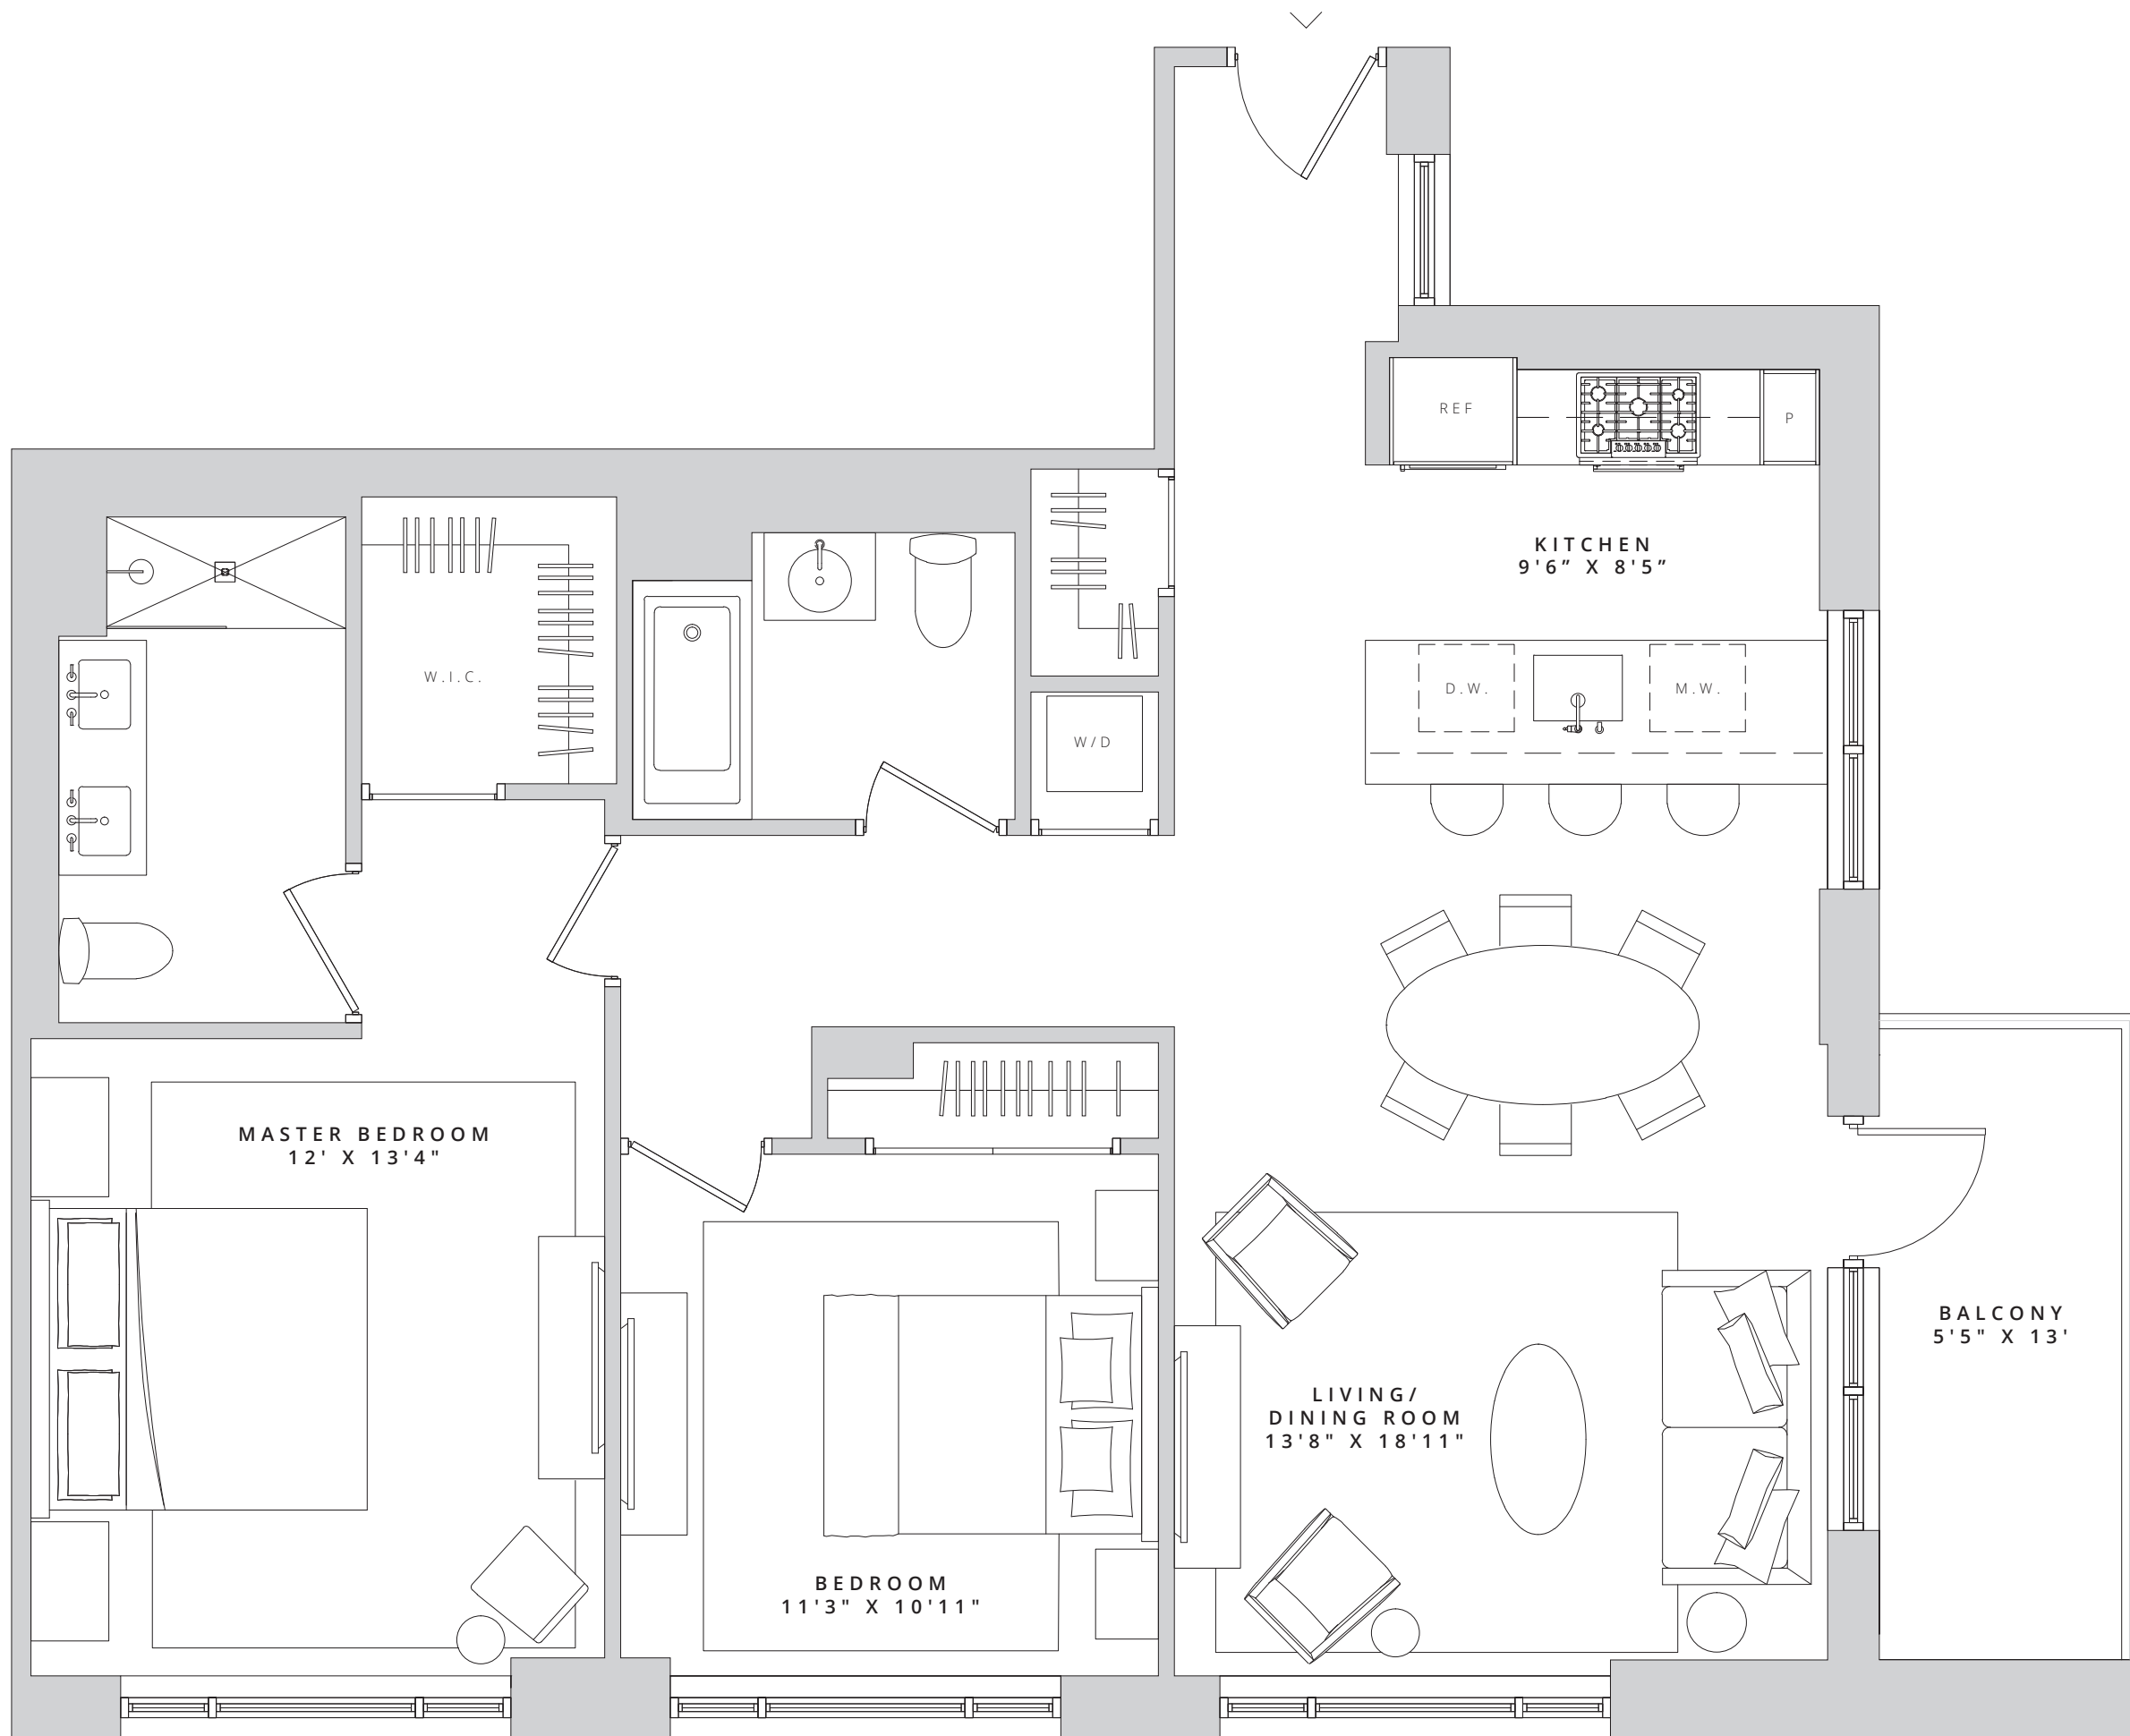 REF
P
KITCHEN
9'6” X 8'5”
D.W.
M.W.
W.I.C.
W/D
MASTER BEDROOM
12' X 13'4"
BALCONY
5'5" X 13'
LIVING/
DINING ROOM
13'8" X 18'11"
BEDROOM
11'3" X 10'11"